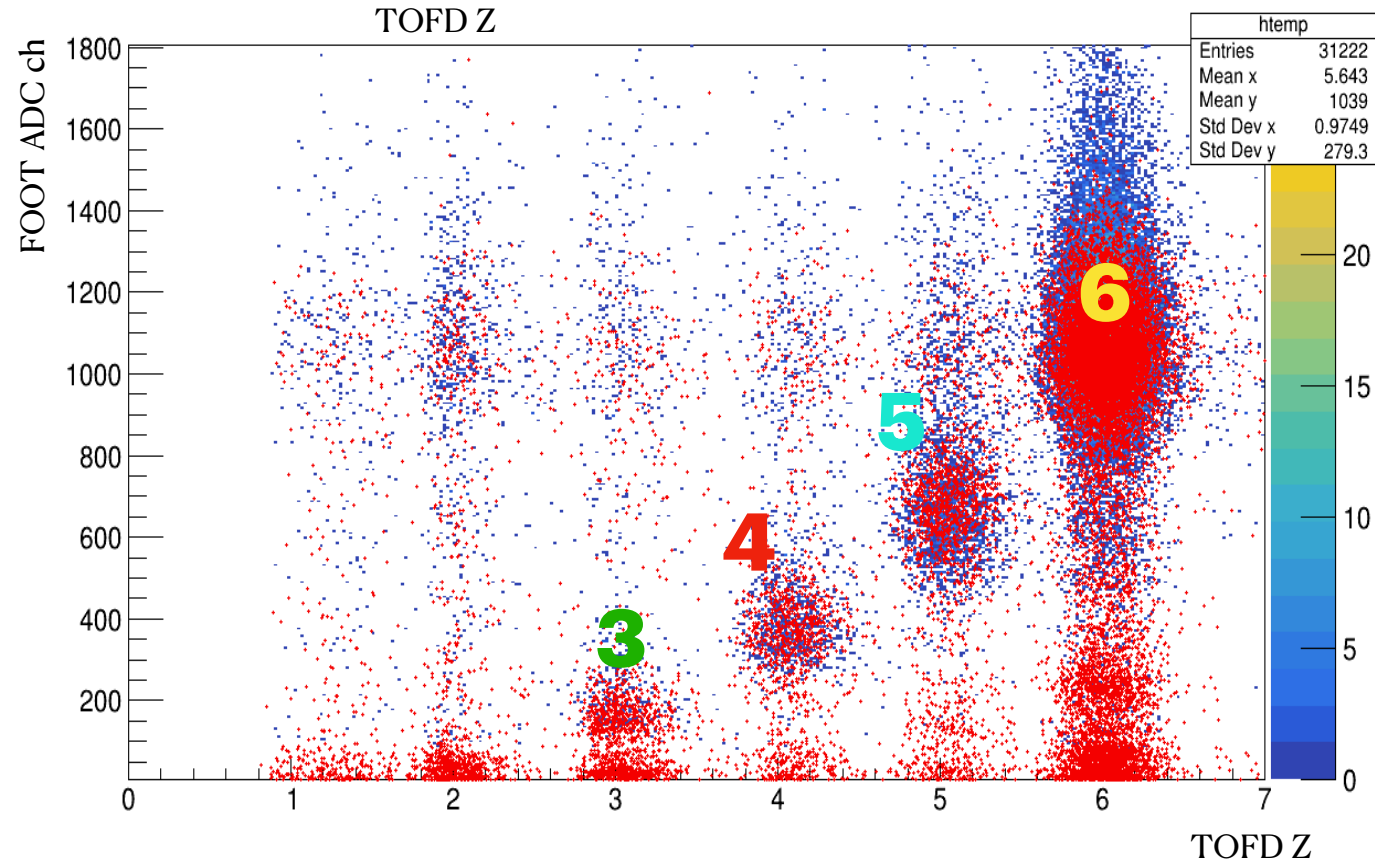 TOFD Z
htemp
Entries 31222
Mean x 5.643
Mean y 1039
Std Dev x 0.9749
Std Dev y 279.3
FOOT ADC ch
1800
1600
1400
1200
1000
800
600
400
200
6
5
4
3
20
15
10
5
0
0 1 2 3 4 5 6 7
TOFD Z